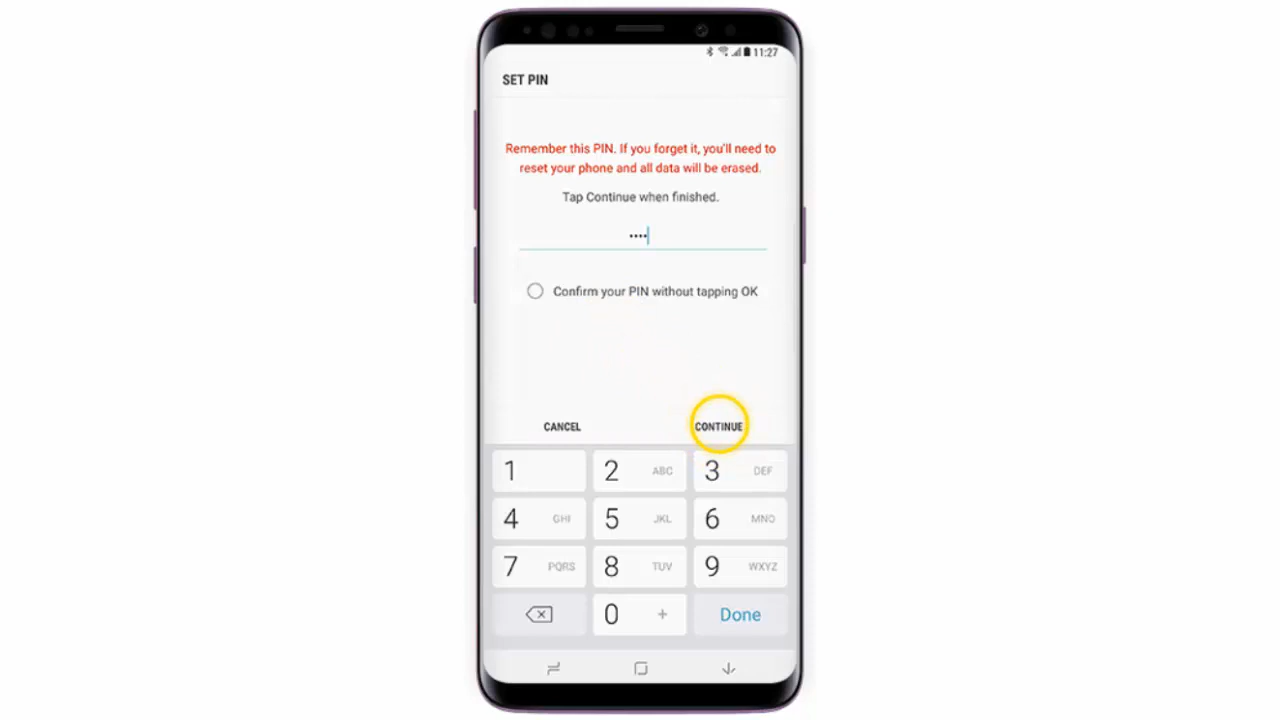 11:27
SET PIN
Remember this PIN. If you forget it, you'll need to
reset your phone and all data will be erased.
Tap Continue when finished.
••••
Confirm your PIN without tapping OK
CANCEL CONTINUE
1 2 ABC 3 DEF
4 GHI 5 JKL 6 MNO
7 PQRS 8 TUV 9 WXYZ
0 + Done